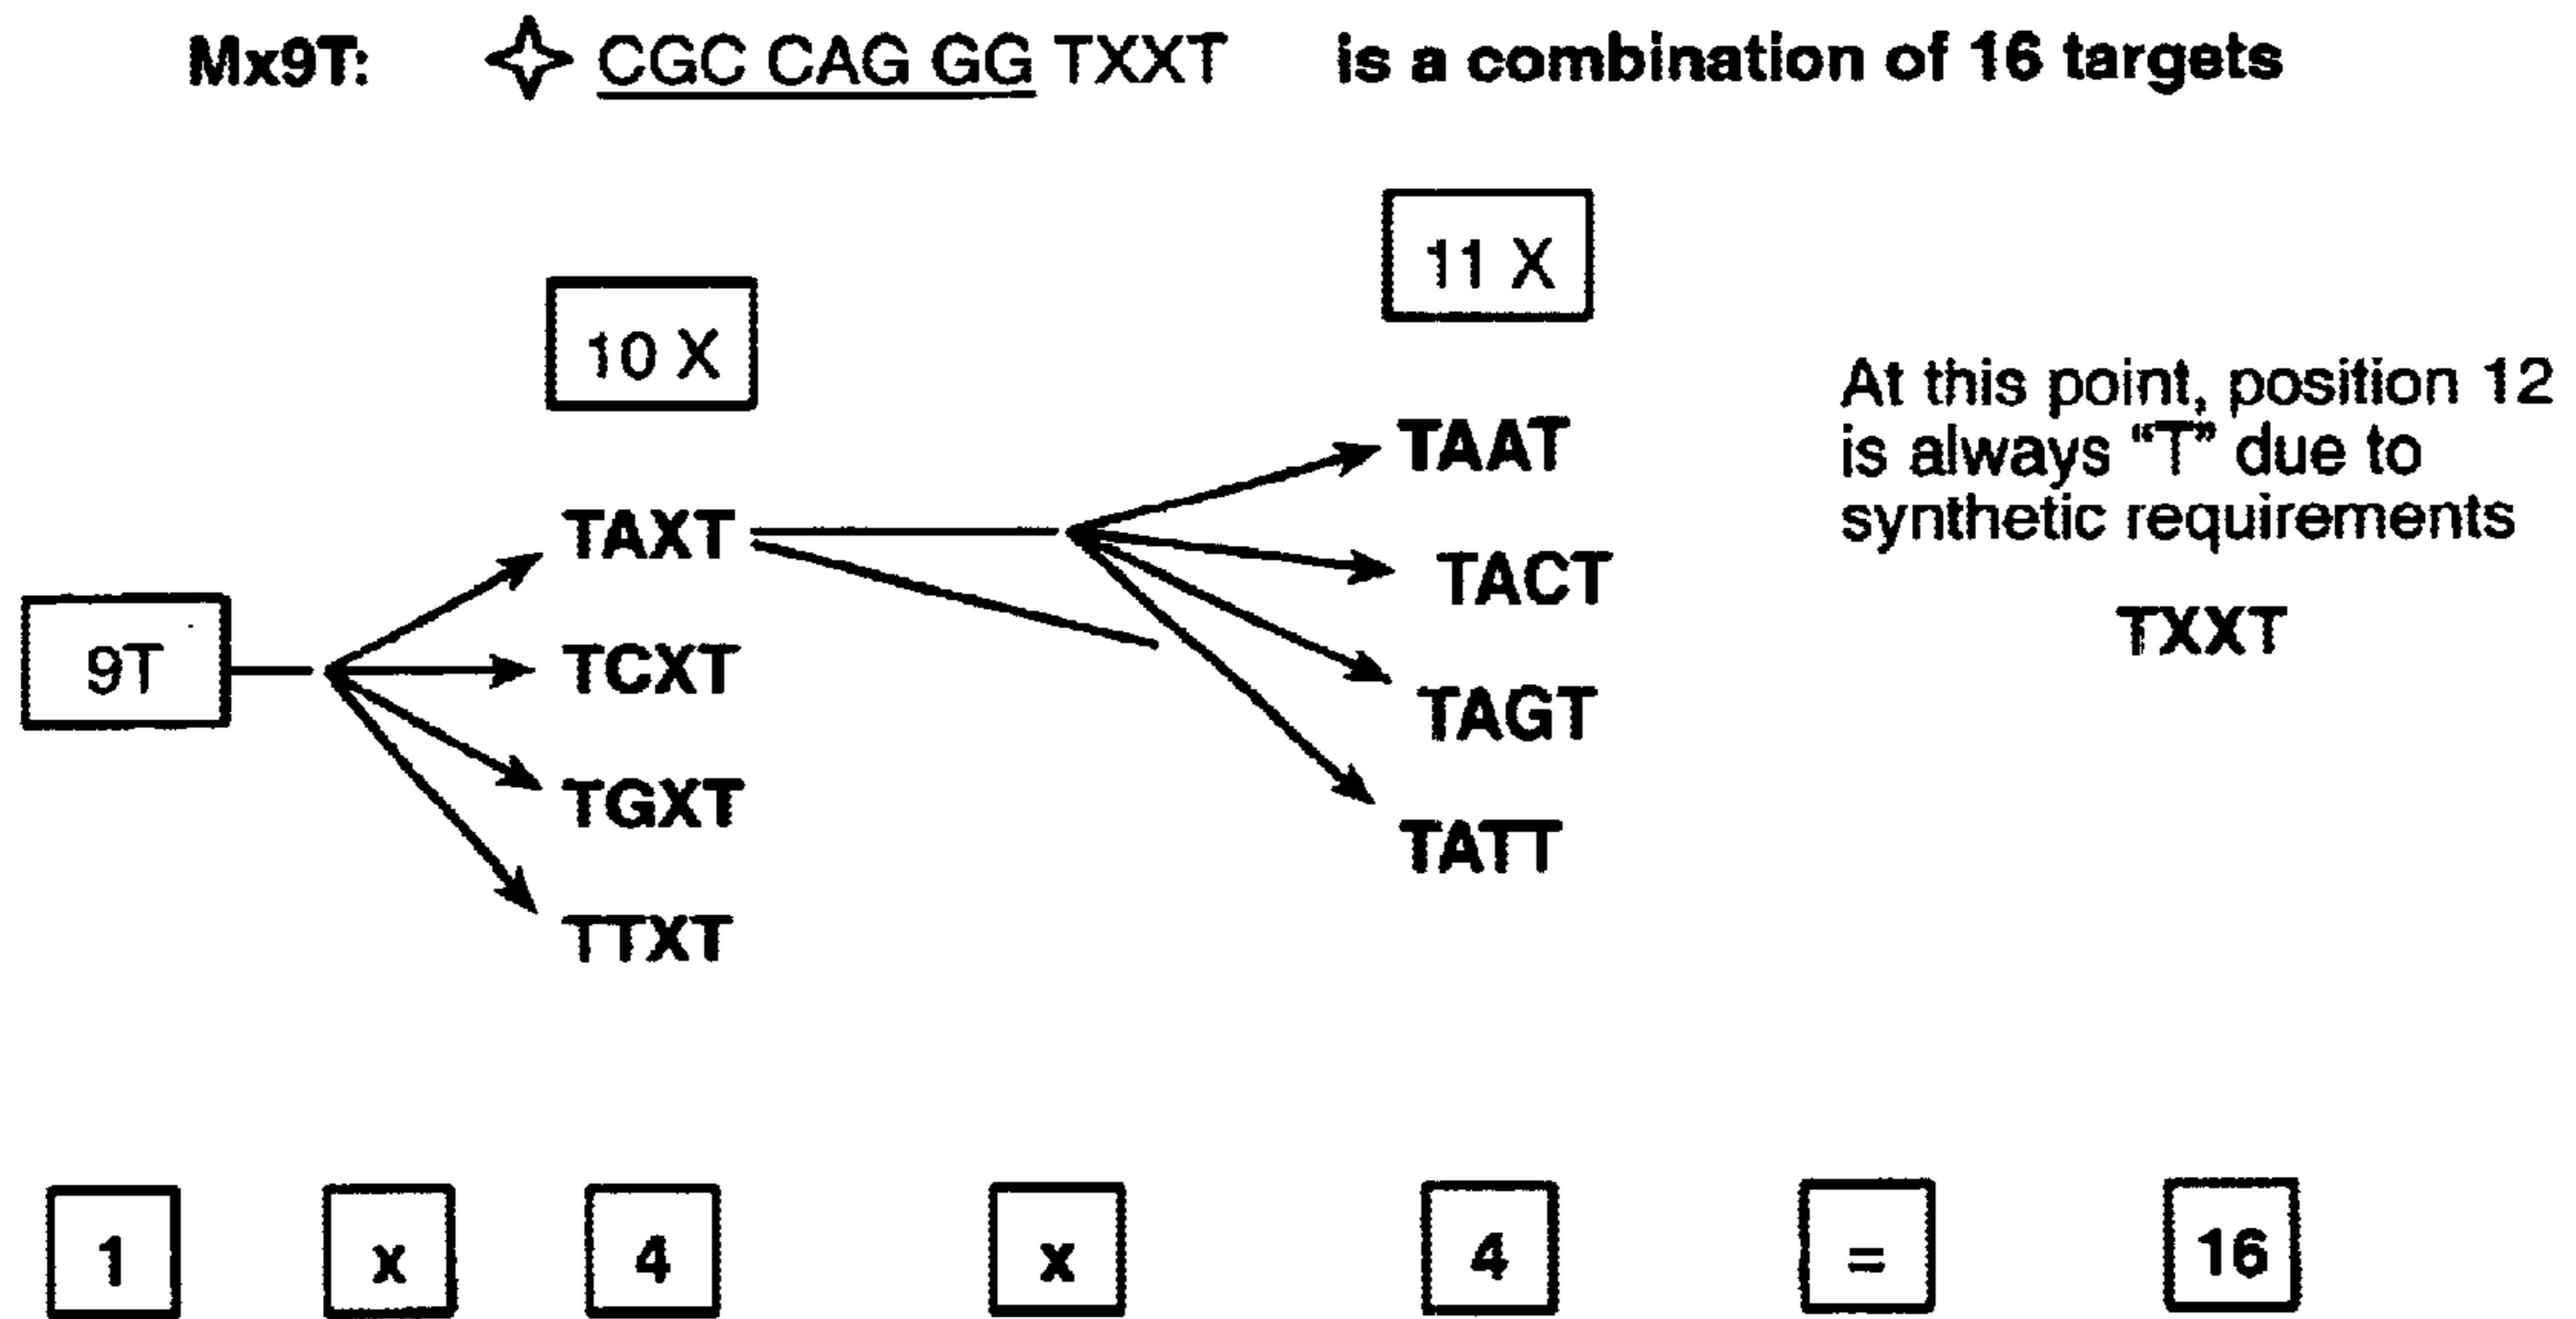 Mx9T: CGC CAG GG TXXT is a combination of 16 targets
11 X
10 X
At this point, position 12
is always “T” due to
synthetic requirements
TXXT
9T
TAXT
TCXT
TGXT
TTXT
TAAT
TACT
TAGT
TATT
1 x 4 x 4 = 16